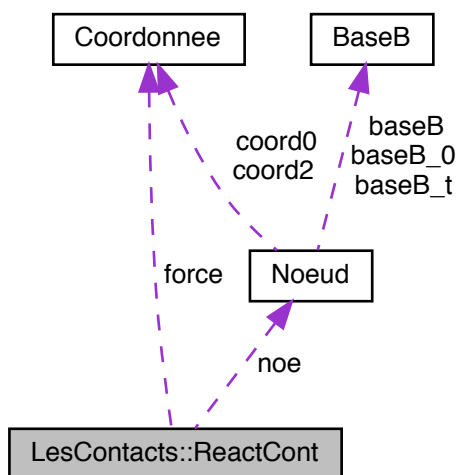 Coordonnee
BaseB
coord0
coord2
baseB
baseB_0
baseB_t
force
Noeud
noe
LesContacts::ReactCont